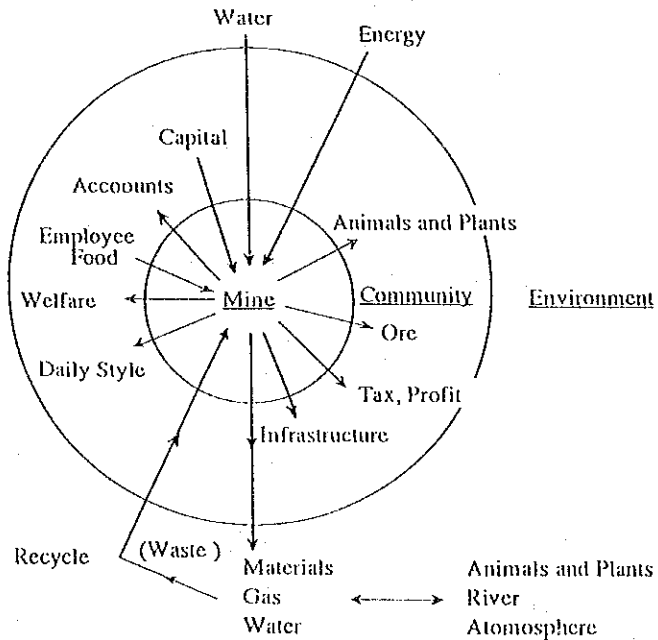 Water
Energy
Capital
Accoounts
Animals and Plants
Employee
Food
Welfare
Mine
Community
Environment
Ore
Daily Style
Tax, Profit
Infrastructure
Recycle
(Waste)
Materials
Gas
Water
Animals and Plants
River
Atomosphere